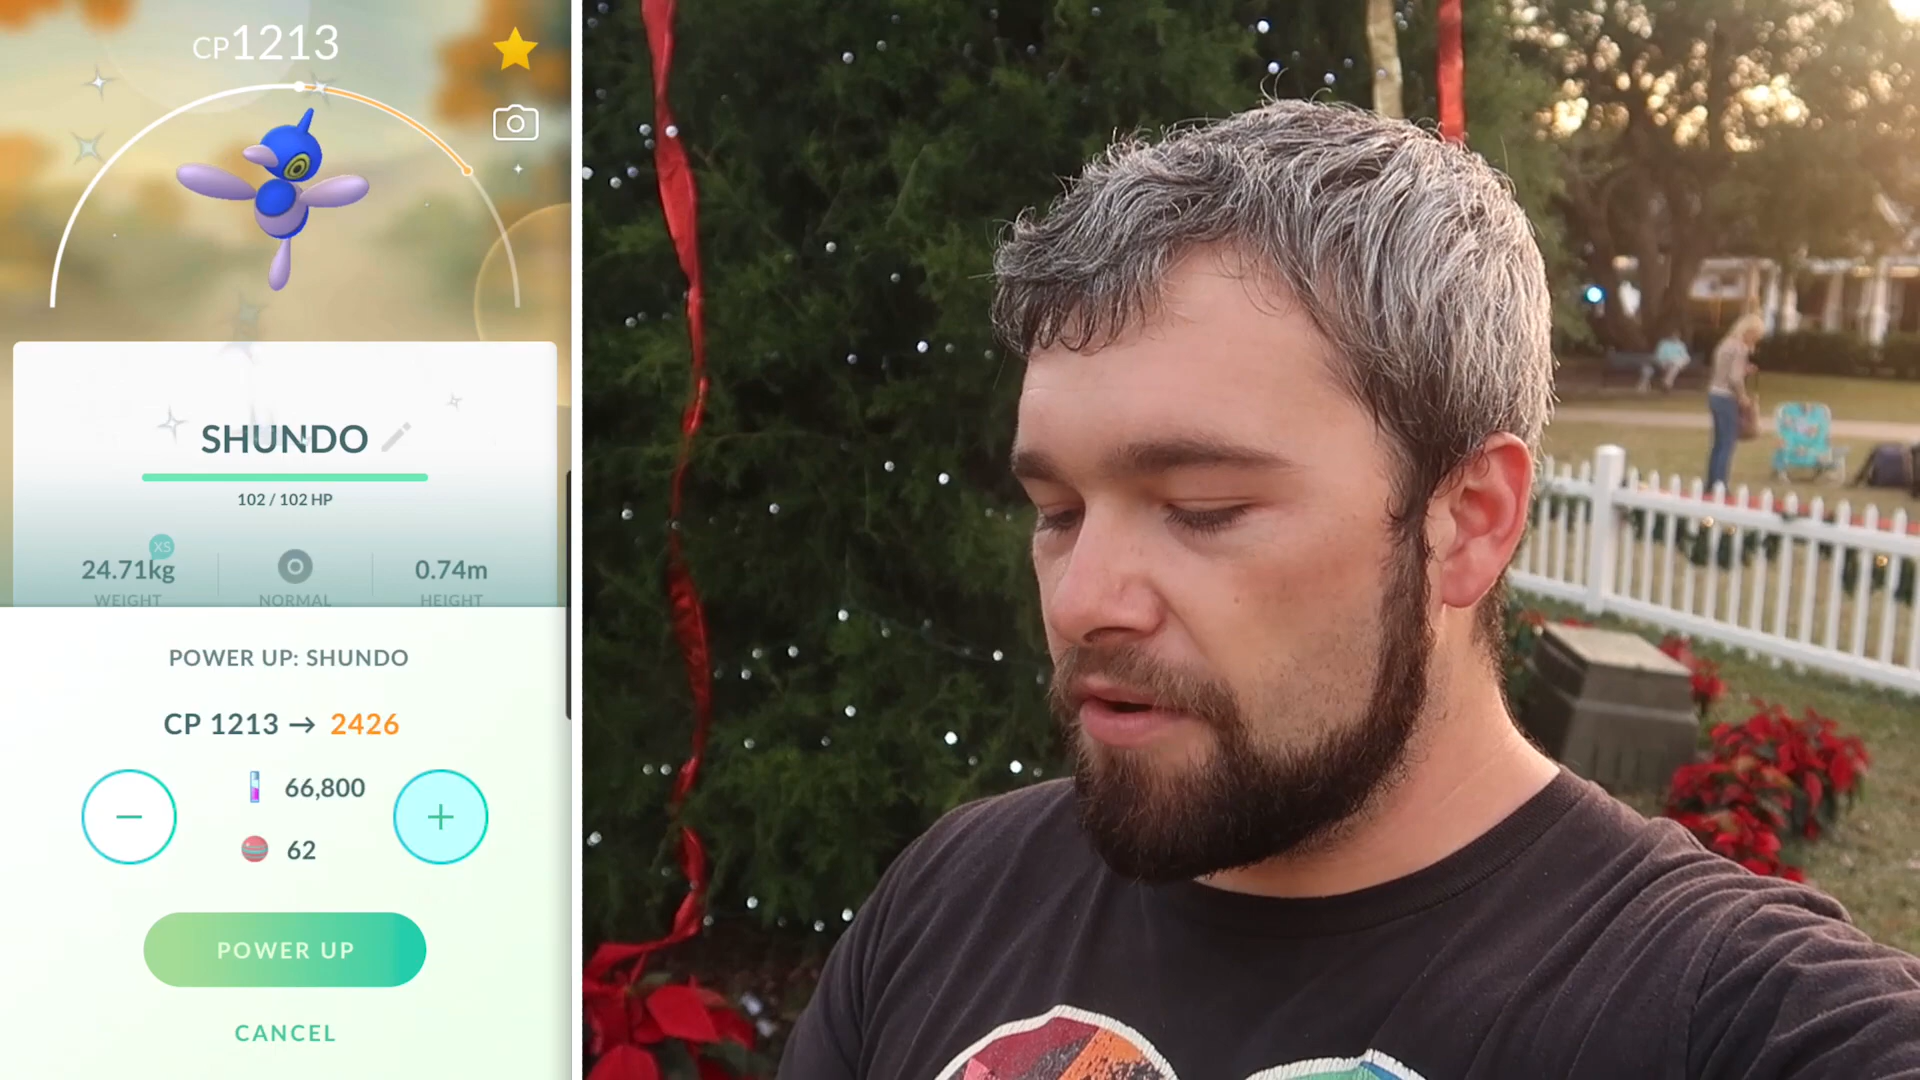 CP1213
SHUNDO
102 / 102 HP
XS
24.71kg
0.74m
WEIGHT
NORMAL
HEIGHT
POWER UP: SHUNDO
CP 1213 → 2426
66,800
62
POWER UP
CANCEL